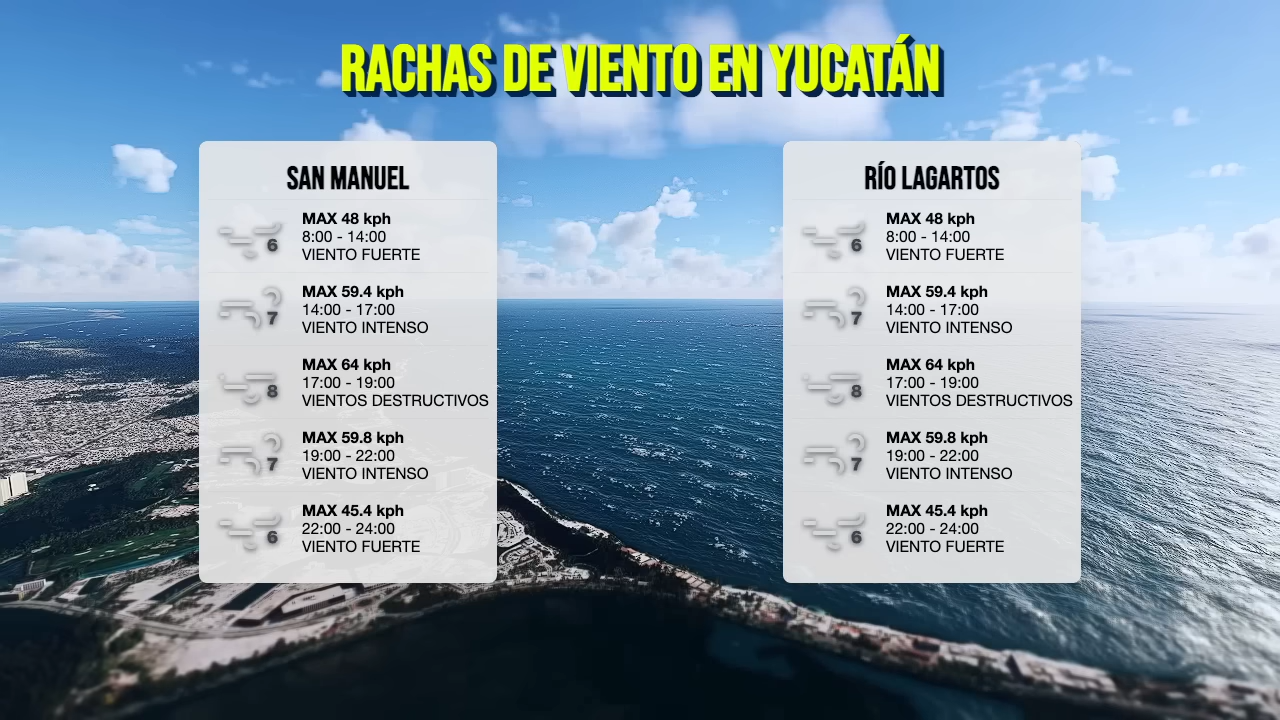 RACHAS DE VIENTO EN YUCATÁN
SAN MANUEL
MAX 48 kph
8:00 - 14:00
VIENTO FUERTE
6
MAX 59.4 kph
14:00 - 17:00
VIENTO INTENSO
7
MAX 64 kph
17:00 - 19:00
VIENTOS DESTRUCTIVOS
8
MAX 59.8 kph
19:00 - 22:00
VIENTO INTENSO
7
MAX 45.4 kph
22:00 - 24:00
VIENTO FUERTE
6
RÍO LAGARTOS
MAX 48 kph
8:00 - 14:00
VIENTO FUERTE
6
MAX 59.4 kph
14:00 - 17:00
VIENTO INTENSO
7
MAX 64 kph
17:00 - 19:00
VIENTOS DESTRUCTIVOS
8
MAX 59.8 kph
19:00 - 22:00
VIENTO INTENSO
7
MAX 45.4 kph
22:00 - 24:00
VIENTO FUERTE
6